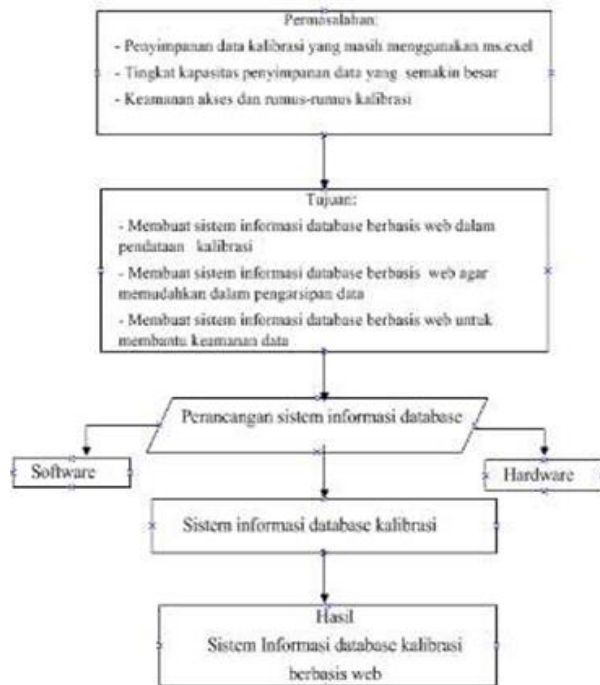 Permasalahan:
- Penyimpanan data kalibrasi yang masih menggunakan ms.exel
- Tingkat kapasitas penyimpanan data yang semakin besar
- Keamanan akses dan rumus-rumus kalibrasi
Tujuan:
- Membuat sistem informasi database berbasis web dalam
pendataan kalibrasi
- Membuat sistem informasi database berbasis web agar
memudahkan dalam pengarsipan data
- Membuat sistem informasi database berbasis web untuk
membantu keamanan data
Perancangan sistem informasi database
Software
Hardware
Sistem informasi database kalibrasi
Hasil
Sistem Informasi database kalibrasi
berbasis web